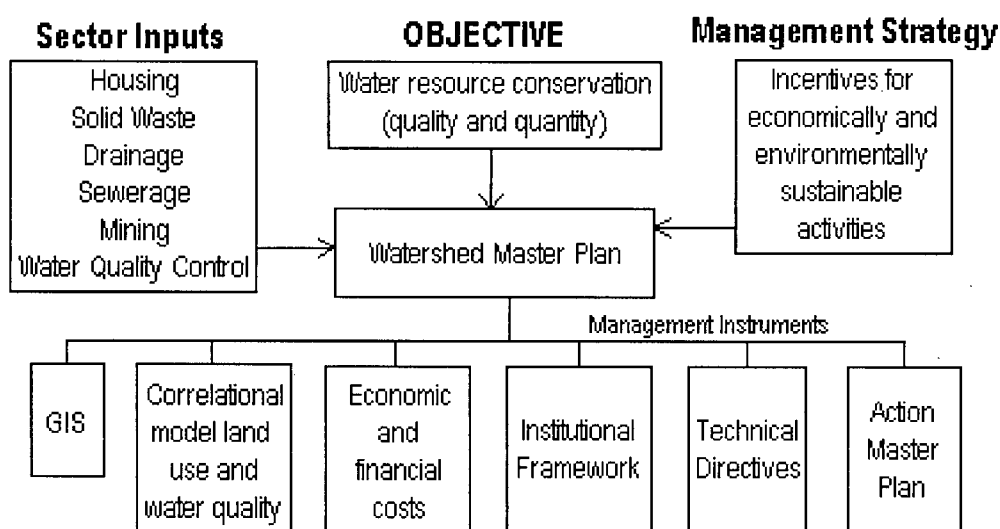 Sector Inputs
Housing
Solid Waste
Drainage
Sewerage
Mining
Water Quality Control
OBJECTIVE
Water resource conservation
(quality and quantity)
Management Strategy
Incentives for
economically and
environmentally
sustainable
activities
Watershed Master Plan
Management Instruments
GIS
Correlational
model land
use and
water quality
Economic
and
financial
costs
Institutional
Framework
Technical
Directives
Action
Master
Plan